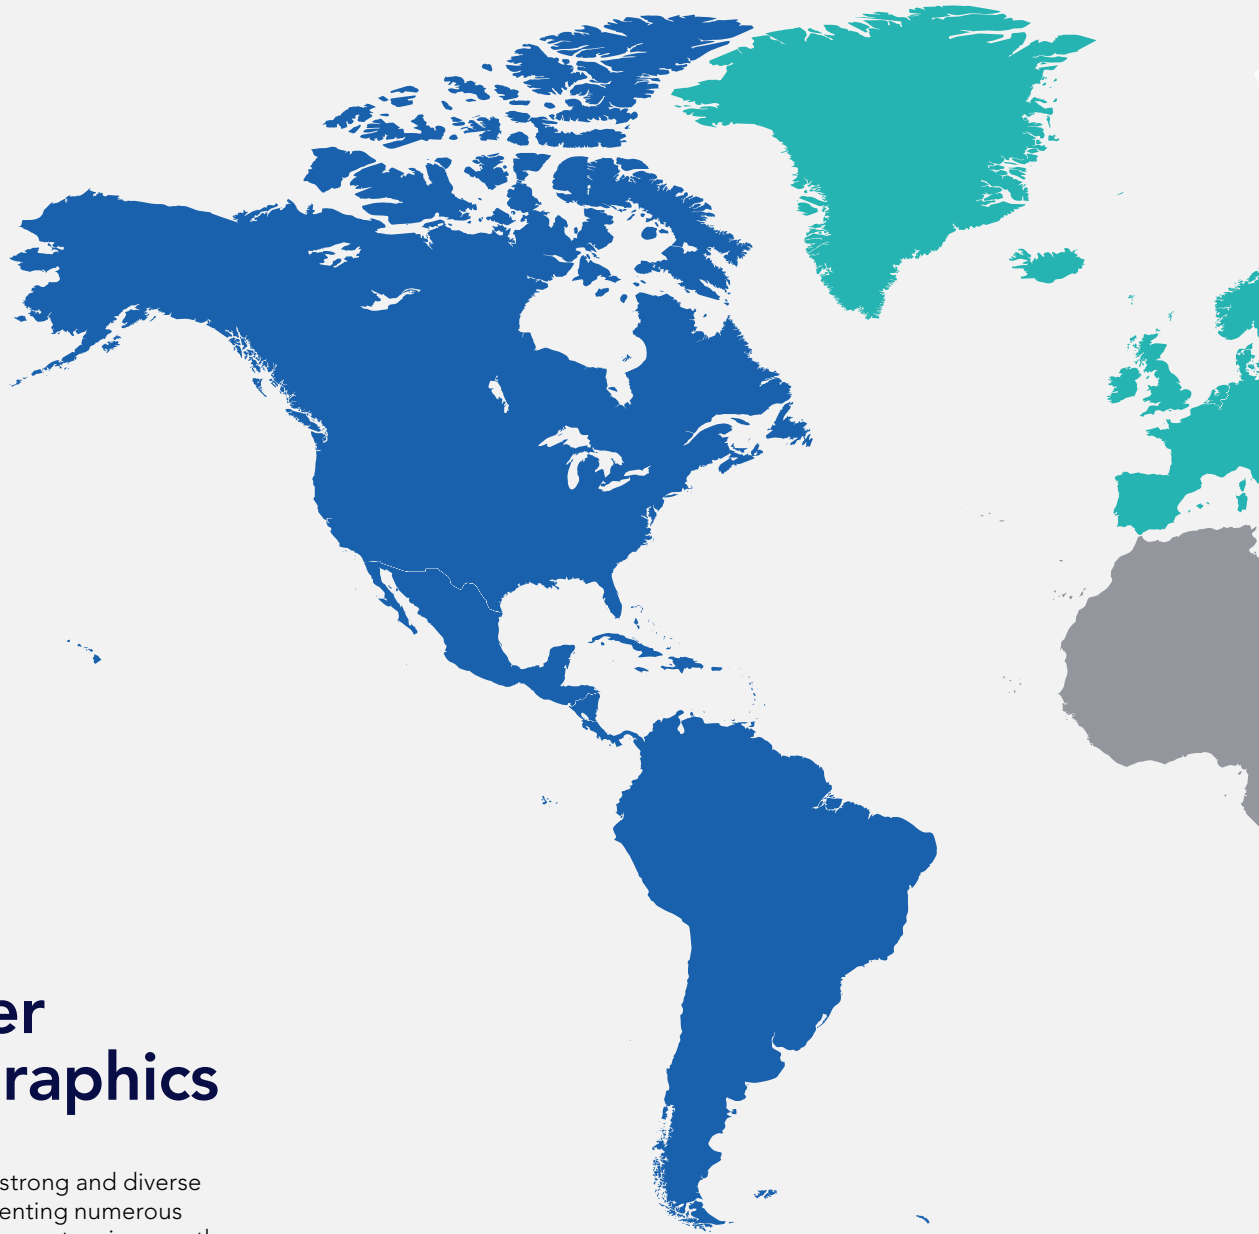 er
raphics
strong and diverse
enting numerous